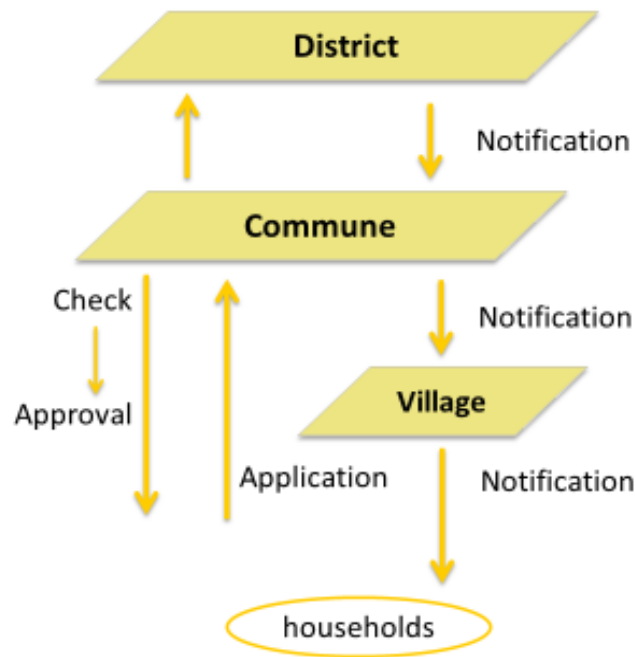 District
Notification
Commune
Check
Notification
Approval
Village
Application
Notification
households